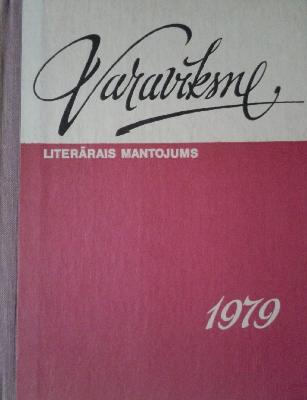 Varavīksne
LITERĀRAIS MANTOJUMS
1979